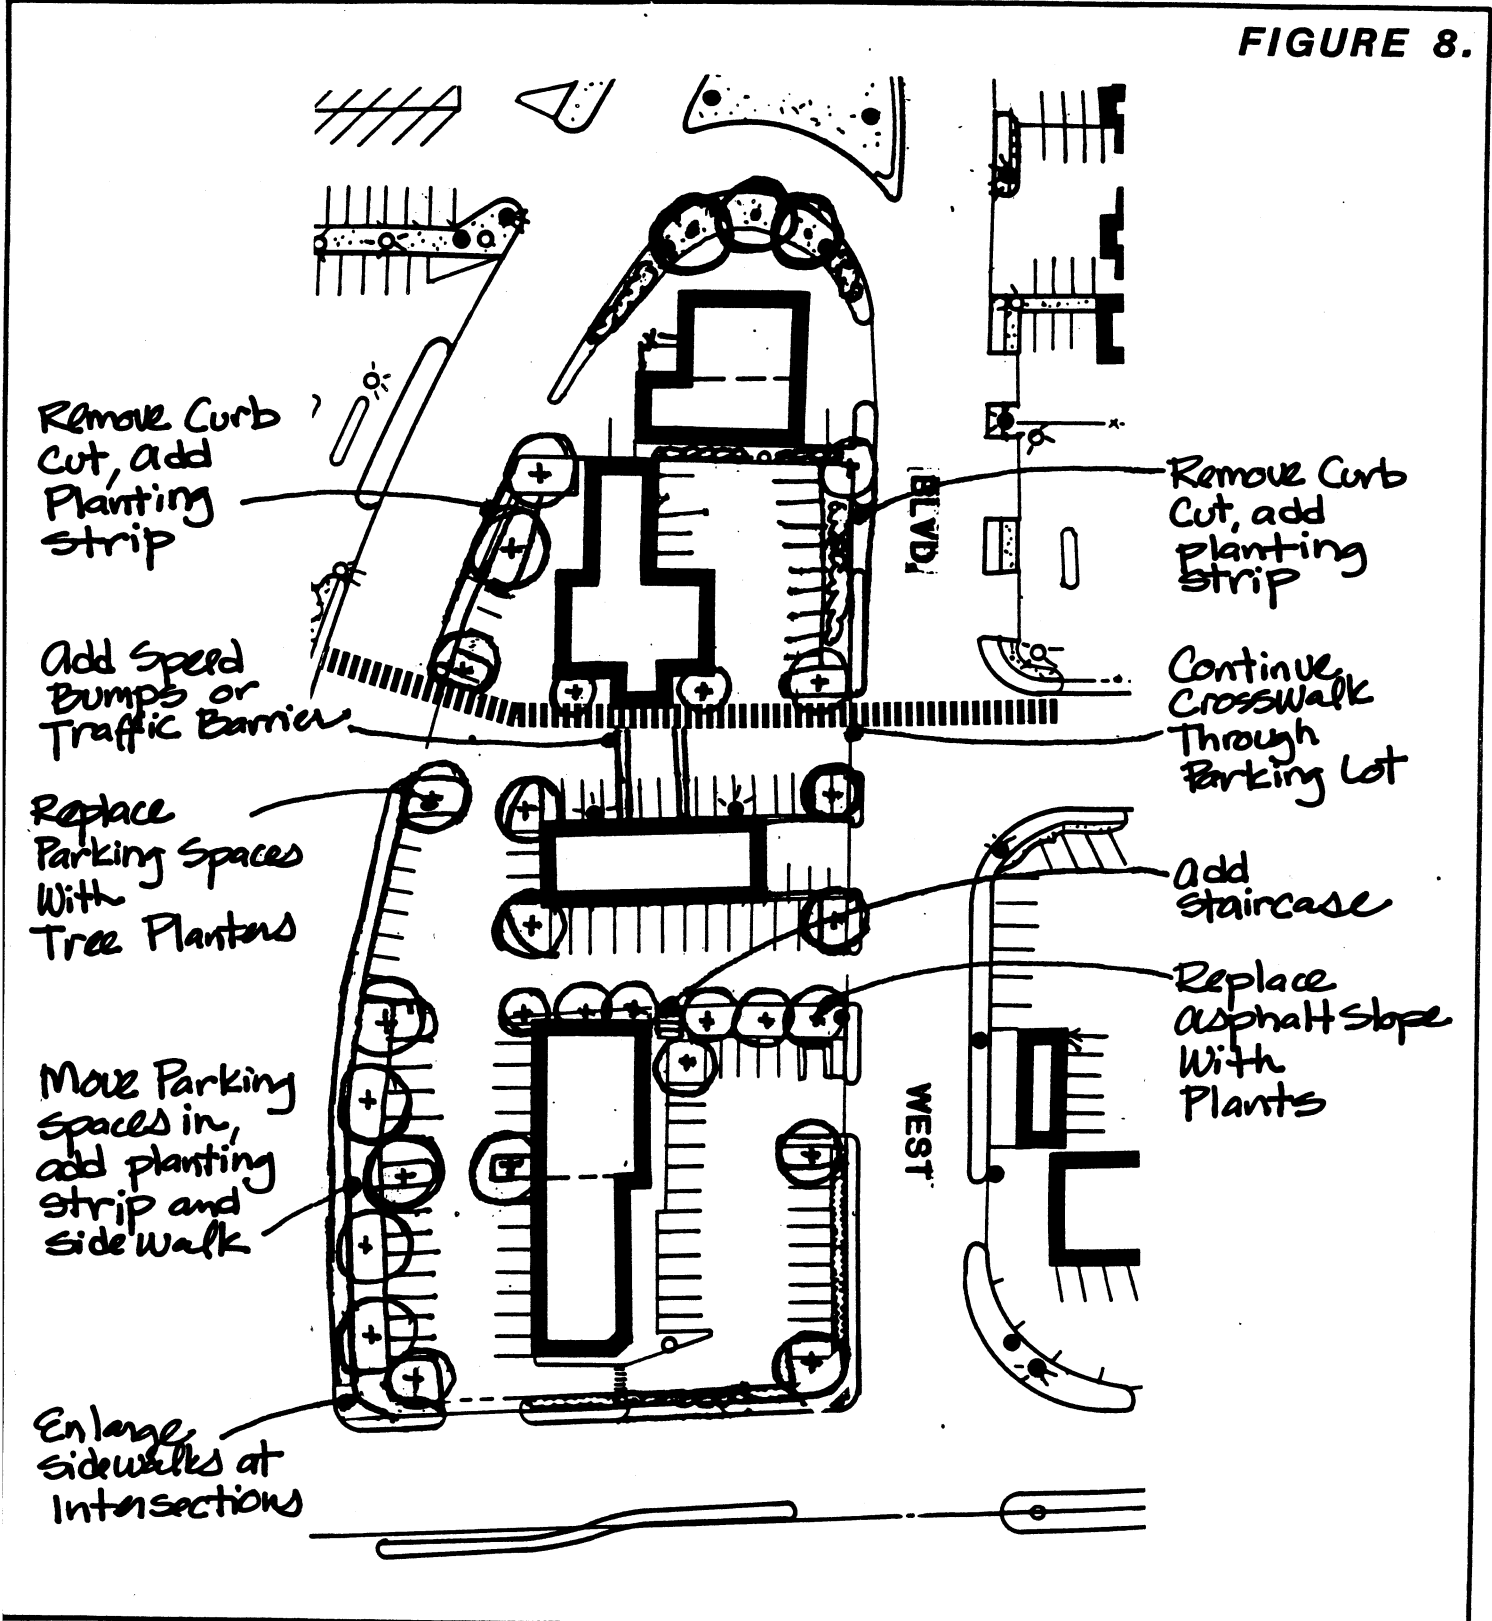 FIGURE 8.
Remove Curb
Cut, add
Planting
Strip
Remove Curb
Cut, add
planting
strip
BLVD.
add Speed
Bumps or
Traffic Barrier
Continue
Crosswalk
Through
Parking Lot
Replace
Parking Spaces
With
Tree Planters
add
Staircase
Replace
asphalt Slope
With
Plants
Move Parking
Spaces in,
add planting
strip and
sidewalk
WEST
Enlarge
sidewalks at
Intersections